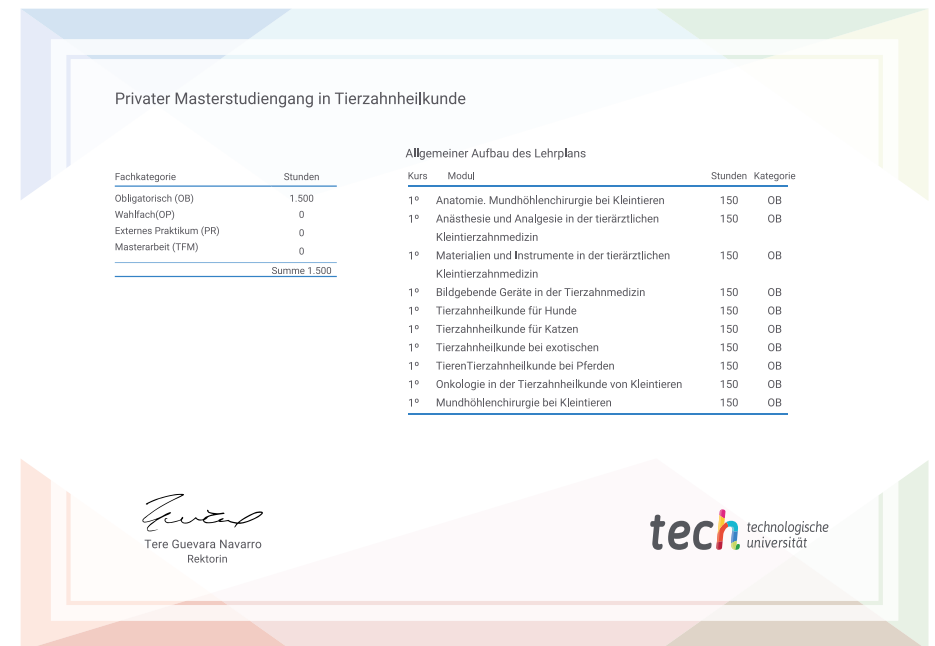 Privater Masterstudiengang in Tierzahnheilkunde
Allgemeiner Aufbau des Lehrplans
Fachkategorie Stunden
Obligatorisch (OB) 1.500
Wahlfach(OP) 0
Externes Praktikum (PR) 0
Masterarbeit (TFM) 0
Summe 1.500
Kurs Modul Stunden Kategorie
1º Anatomie. Mundhöhlenchirurgie bei Kleintieren 150 OB
1º Anästhesie und Analgesie in der tierärztlichen 150 OB
Kleintierzahnmedizin
1º Materialien und Instrumente in der tierärztlichen 150 OB
Kleintierzahnmedizin
1º Bildgebende Geräte in der Tierzahnmedizin 150 OB
1º Tierzahnheilkunde für Hunde 150 OB
1º Tierzahnheilkunde für Katzen 150 OB
1º Tierzahnheilkunde bei exotischen 150 OB
1º TierenTierzahnheilkunde bei Pferden 150 OB
1º Onkologie in der Tierzahnheilkunde von Kleintieren 150 OB
1º Mundhöhlenchirurgie bei Kleintieren 150 OB
Tere Guevara Navarro
Rektorin
tech technologische
universität